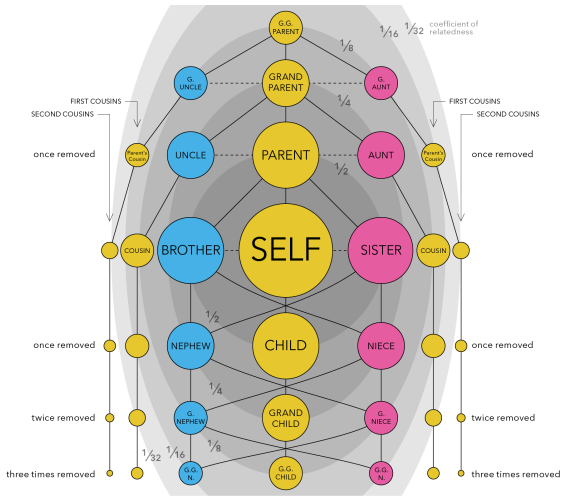 G.G.
PARENT
1/8
1/16
1/32
coefficient of
relatedness
G.
UNCLE
GRAND
PARENT
G.
AUNT
1/4
FIRST COUSINS
FIRST COUSINS
SECOND COUSINS
SECOND COUSINS
once removed
Parent's
Cousin
UNCLE
PARENT
AUNT
Parent's
Cousin
once removed
1/2
COUSIN
BROTHER
SELF
SISTER
COUSIN
1/2
once removed
NEPHEW
CHILD
NIECE
once removed
1/4
twice removed
G.
NEPHEW
GRAND
CHILD
G.
NIECE
twice removed
1/32
1/16
1/8
three times removed
G.G.
N.
G.G.
CHILD
G.G.
N.
three times removed